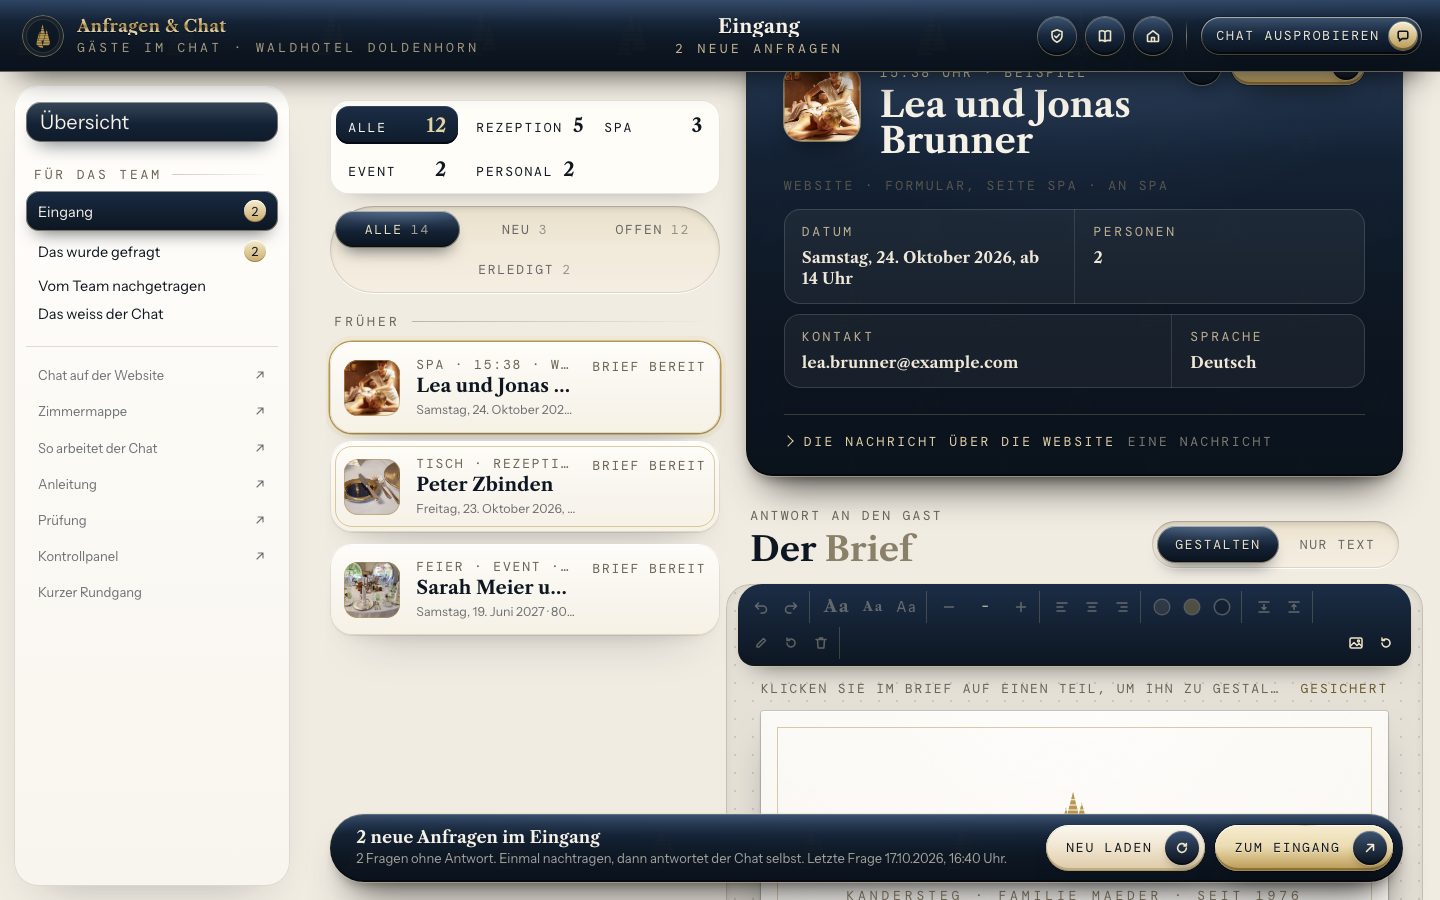 Anfragen & Chat
GÄSTE IM CHAT · WALDHOTEL DOLDENHORN
Eingang
2 NEUE ANFRAGEN
CHAT AUSPROBIEREN
Übersicht
FÜR DAS TEAM
Eingang 2
Das wurde gefragt 2
Vom Team nachgetragen
Das weiss der Chat
Chat auf der Website
Zimmermappe
So arbeitet der Chat
Anleitung
Prüfung
Kontrollpanel
Kurzer Rundgang
ALLE 12 REZEPTION 5 SPA 3
EVENT 2 PERSONAL 2
ALLE 14 NEU 3 OFFEN 12
ERLEDIGT 2
FRÜHER
SPA · 15:38 · W… BRIEF BEREIT
Lea und Jonas …
Samstag, 24. Oktober 202…
TISCH · REZEPTI… BRIEF BEREIT
Peter Zbinden
Freitag, 23. Oktober 2026, …
FEIER · EVENT ·… BRIEF BEREIT
Sarah Meier u…
Samstag, 19. Juni 2027 · 80…
15:38 UHR · BEISPIEL
Lea und Jonas
Brunner
WEBSITE · FORMULAR, SEITE SPA · AN SPA
DATUM
Samstag, 24. Oktober 2026, ab
14 Uhr
PERSONEN
2
KONTAKT
lea.brunner@example.com
SPRACHE
Deutsch
DIE NACHRICHT ÜBER DIE WEBSITE EINE NACHRICHT
ANTWORT AN DEN GAST
Der Brief
GESTALTEN NUR TEXT
Aa Aa Aa − - +
KLICKEN SIE IM BRIEF AUF EINEN TEIL, UM IHN ZU GESTAL… GESICHERT
2 neue Anfragen im Eingang
2 Fragen ohne Antwort. Einmal nachtragen, dann antwortet der Chat selbst. Letzte Frage 17.10.2026, 16:40 Uhr.
NEU LADEN
ZUM EINGANG
KANDERSTEG · FAMILIE MAEDER · SEIT 1976